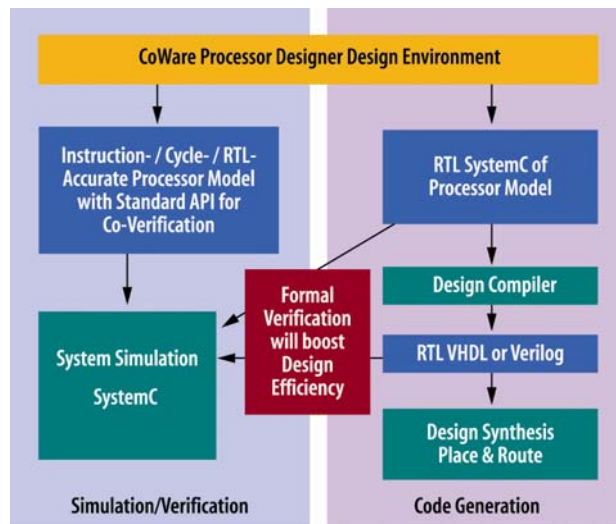 CoWare Processor Designer Design Environment
Instruction- / Cycle- / RTL-
Accurate Processor Model
with Standard API for
Co-Verification
RTL SystemC of
Processor Model
Formal
Verification
will boost
Design
Efficiency
Design Compiler
System Simulation
SystemC
RTL VHDL or Verilog
Design Synthesis
Place & Route
Simulation/Verification
Code Generation